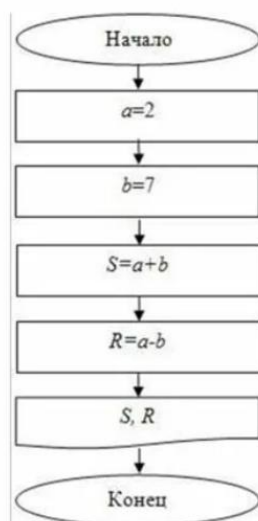 Начало
a=2
b=7
S=a+b
R=a-b
S, R
Конец